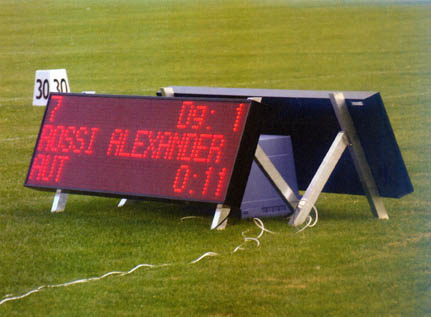 30 30
7 Dg: 1
ROSSI ALEXANDER
AUT 0:11